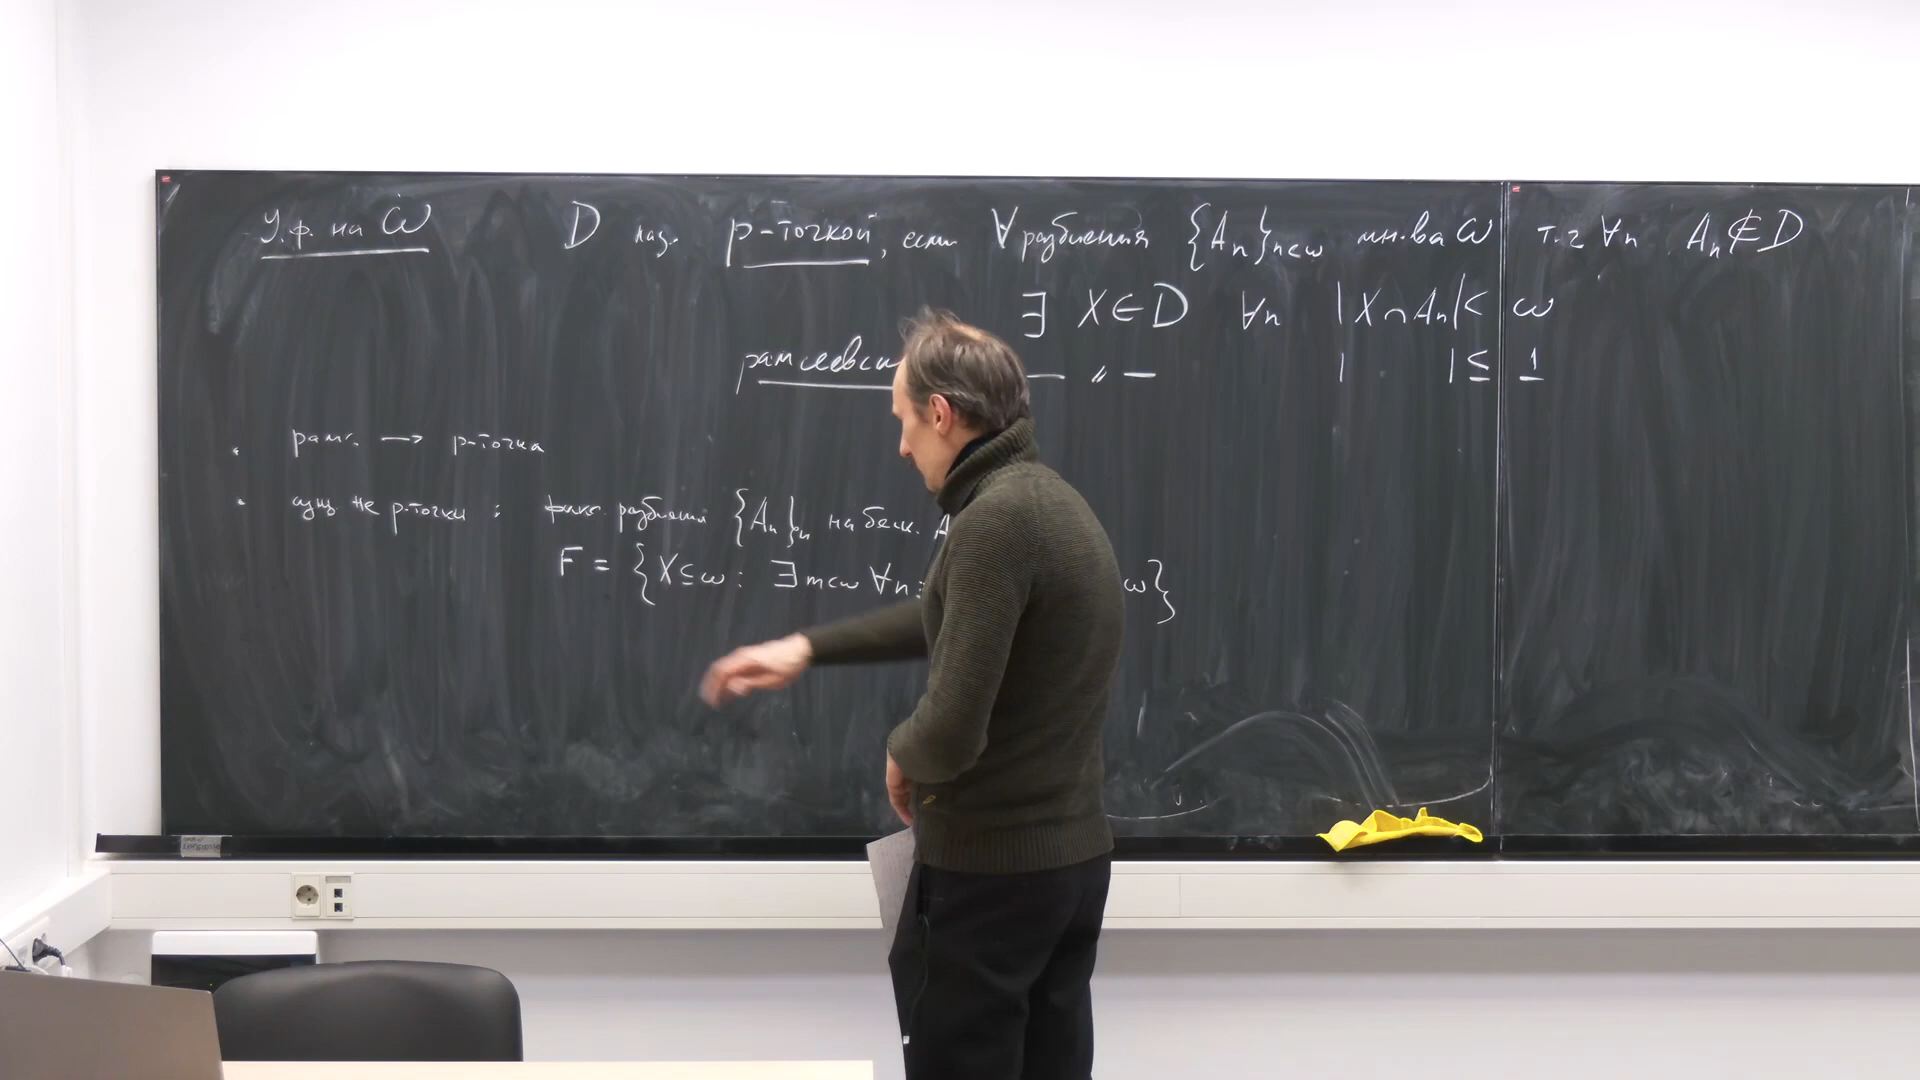 У.ф. на ω D наз. p-точкой, если ∀ разбиения {Aₙ}ₙ∈ω мн-ва ω т.ч. ∀n Aₙ∉D
∃ X∈D ∀n |X∩Aₙ|< ω
рамсеевски — 〃 — | |≤ 1
• рамс. → p-точка
• сущ. не p-точки : фикс. разбиения {Aₙ}ₙ на беск. A
F = {X⊆ω : ∃m∈ω ∀n ω}